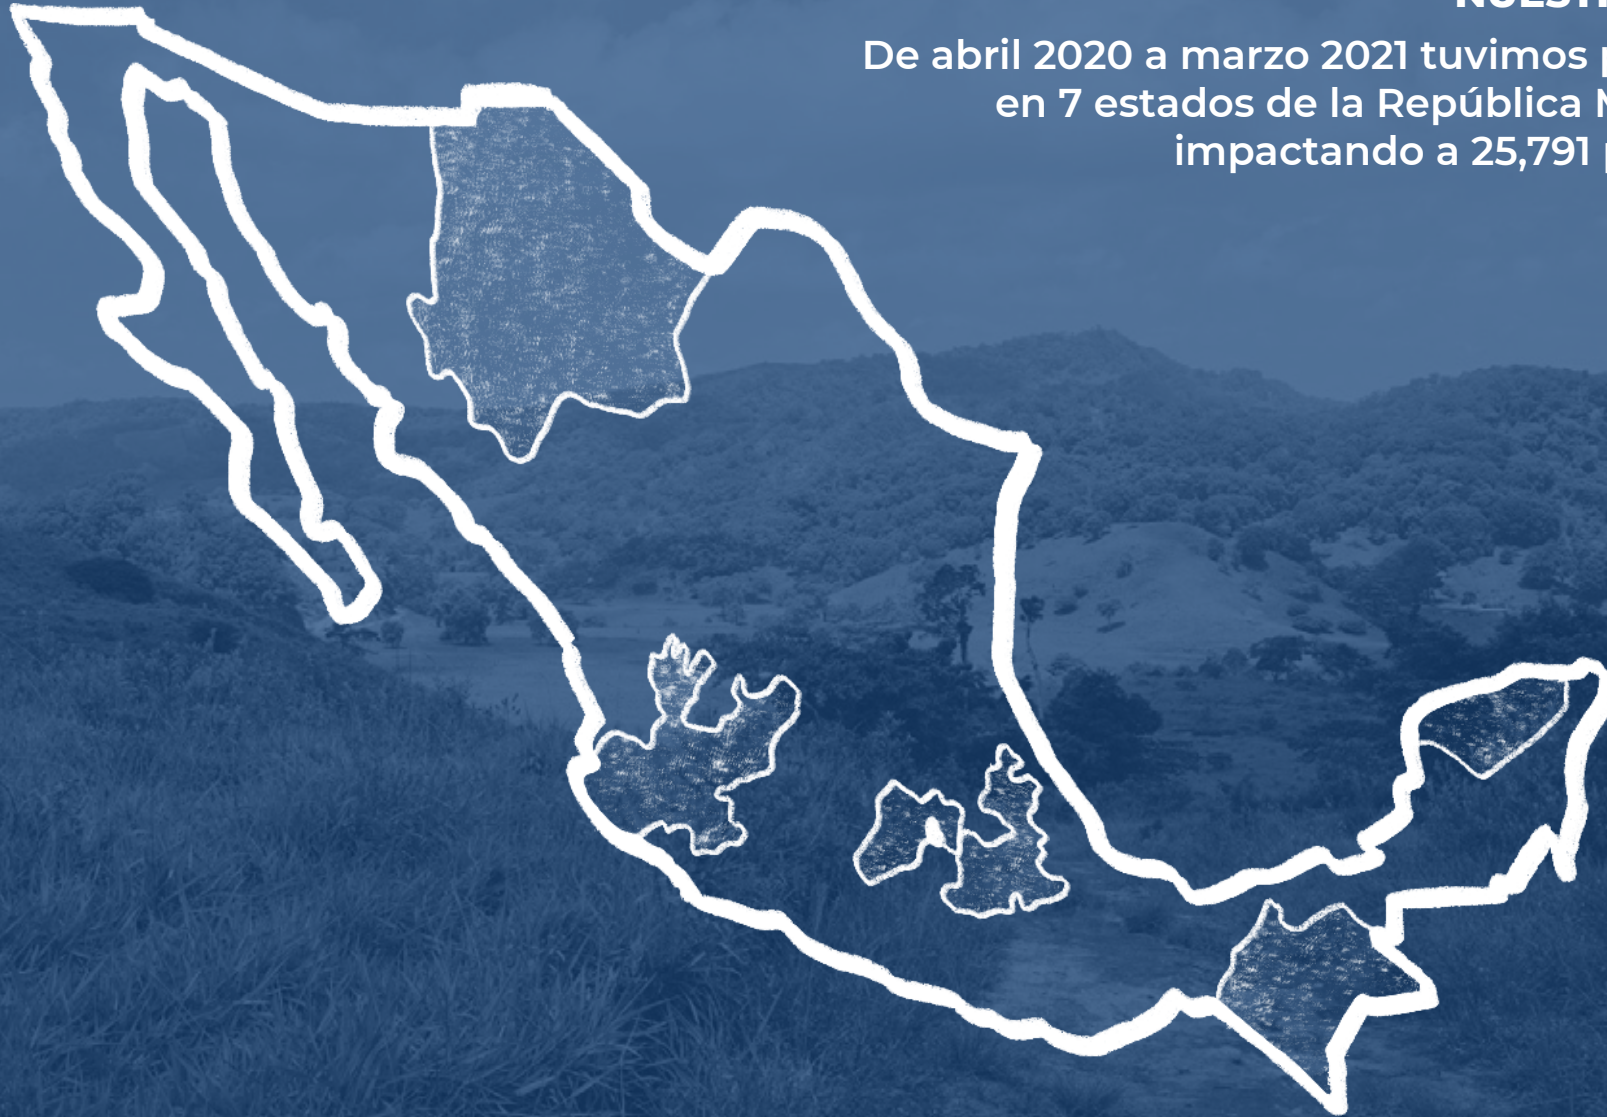 De abril 2020 a marzo 2021 tuvimos
en 7 estados de la República
impactando a 25,791